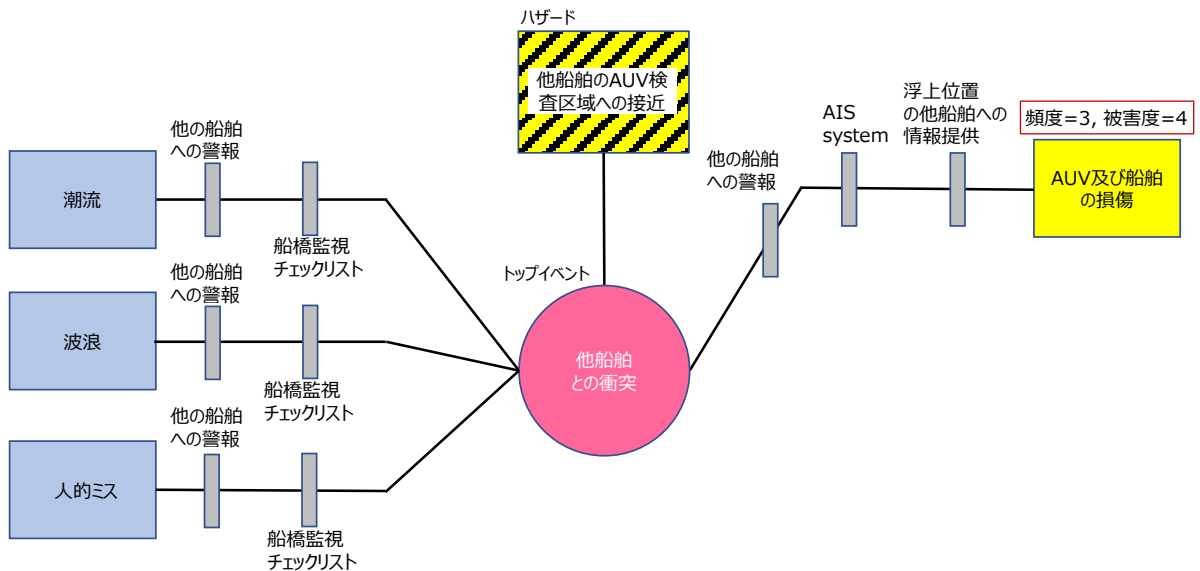 ハザード
他船舶のAUV検
査区域への接近
他の船舶
への警報
潮流
船橋監視
チェックリスト
他の船舶
への警報
波浪
船橋監視
チェックリスト
他の船舶
への警報
人的ミス
船橋監視
チェックリスト
トップイベント
他船舶
との衝突
他の船舶
への警報
AIS
system
浮上位置
の他船舶への
情報提供
頻度=3, 被害度=4
AUV及び船舶
の損傷